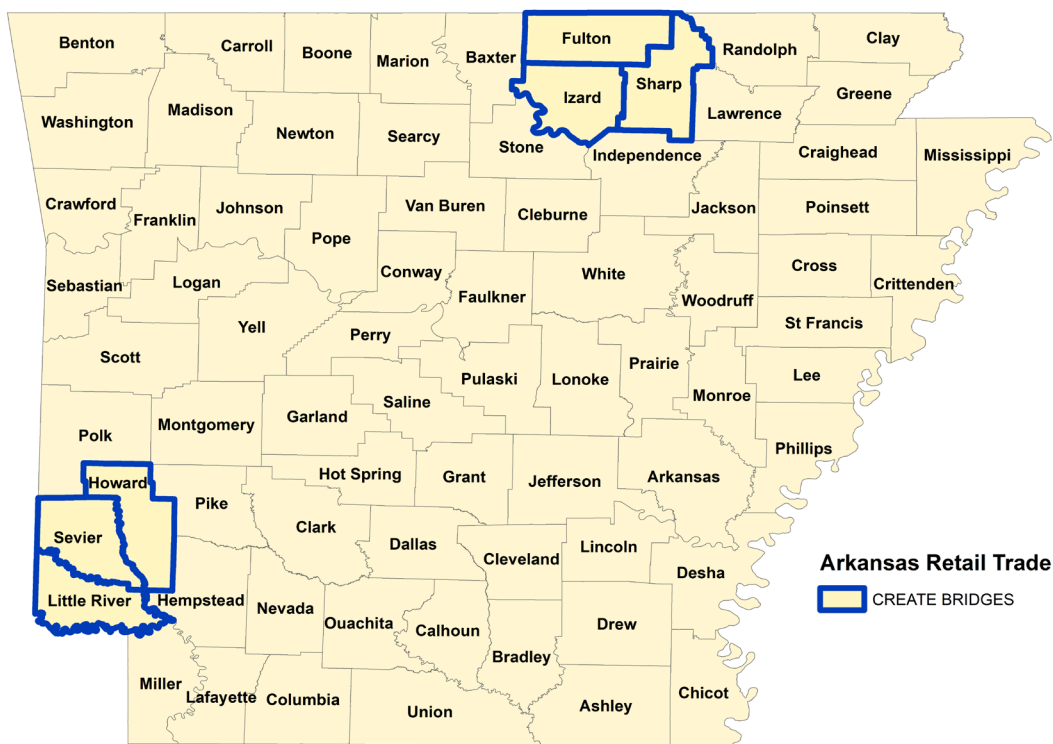 Benton
Carroll
Boone
Marion
Baxter
Fulton
Randolph
Clay
Sharp
Izard
Greene
Washington
Madison
Newton
Searcy
Stone
Lawrence
Independence
Craighead
Mississippi
Crawford
Franklin
Johnson
Van Buren
Cleburne
Jackson
Poinsett
Pope
Conway
White
Cross
Crittenden
Sebastian
Logan
Faulkner
Woodruff
St Francis
Yell
Perry
Scott
Pulaski
Lonoke
Prairie
Lee
Monroe
Saline
Garland
Montgomery
Polk
Phillips
Hot Spring
Grant
Jefferson
Arkansas
Howard
Pike
Clark
Sevier
Dallas
Cleveland
Lincoln
Desha
Little River
Hempstead
Nevada
Ouachita
Calhoun
Drew
Bradley
Miller
Lafayette
Columbia
Union
Ashley
Chicot
Arkansas Retail Trade
CREATE BRIDGES